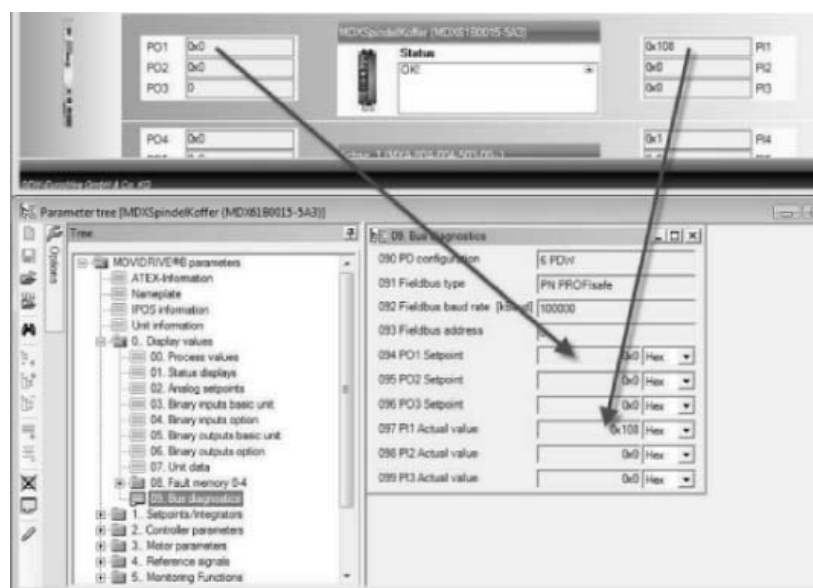 MDXSpindelKoffer (MDX61B0015-5A3)
PO1 0x0
Status
0x108 PI1
PO2 0x0
OK!
0x0 PI2
PO3 0
0x0 PI3
PO4 0x0
0x1 PI4
Parameter tree [MDXSpindelKoffer (MDX61B0015-5A3)]
Tree
Options
MOVIDRIVE®B parameters
ATEX-Information
Nameplate
IPOS information
Unit information
0.. Display values
00. Process values
01. Status displays
02. Analog setpoints
03. Binary inputs basic unit
04. Binary inputs option
05. Binary outputs basic unit
06. Binary outputs option
07. Unit data
08. Fault memory 0-4
09. Bus diagnostics
1.. Setpoints/Integrators
2.. Controller parameters
3.. Motor parameters
4.. Reference signals
5.. Monitoring Functions
09. Bus diagnostics
090 PD configuration 6 PDW
091 Fieldbus type PN PROFIsafe
092 Fieldbus baud rate 100000
093 Fieldbus address
094 PO1 Setpoint 0x0 Hex
095 PO2 Setpoint 0x0 Hex
096 PO3 Setpoint 0x0 Hex
097 PI1 Actual value 0x108 Hex
098 PI2 Actual value 0x0 Hex
099 PI3 Actual value 0x0 Hex